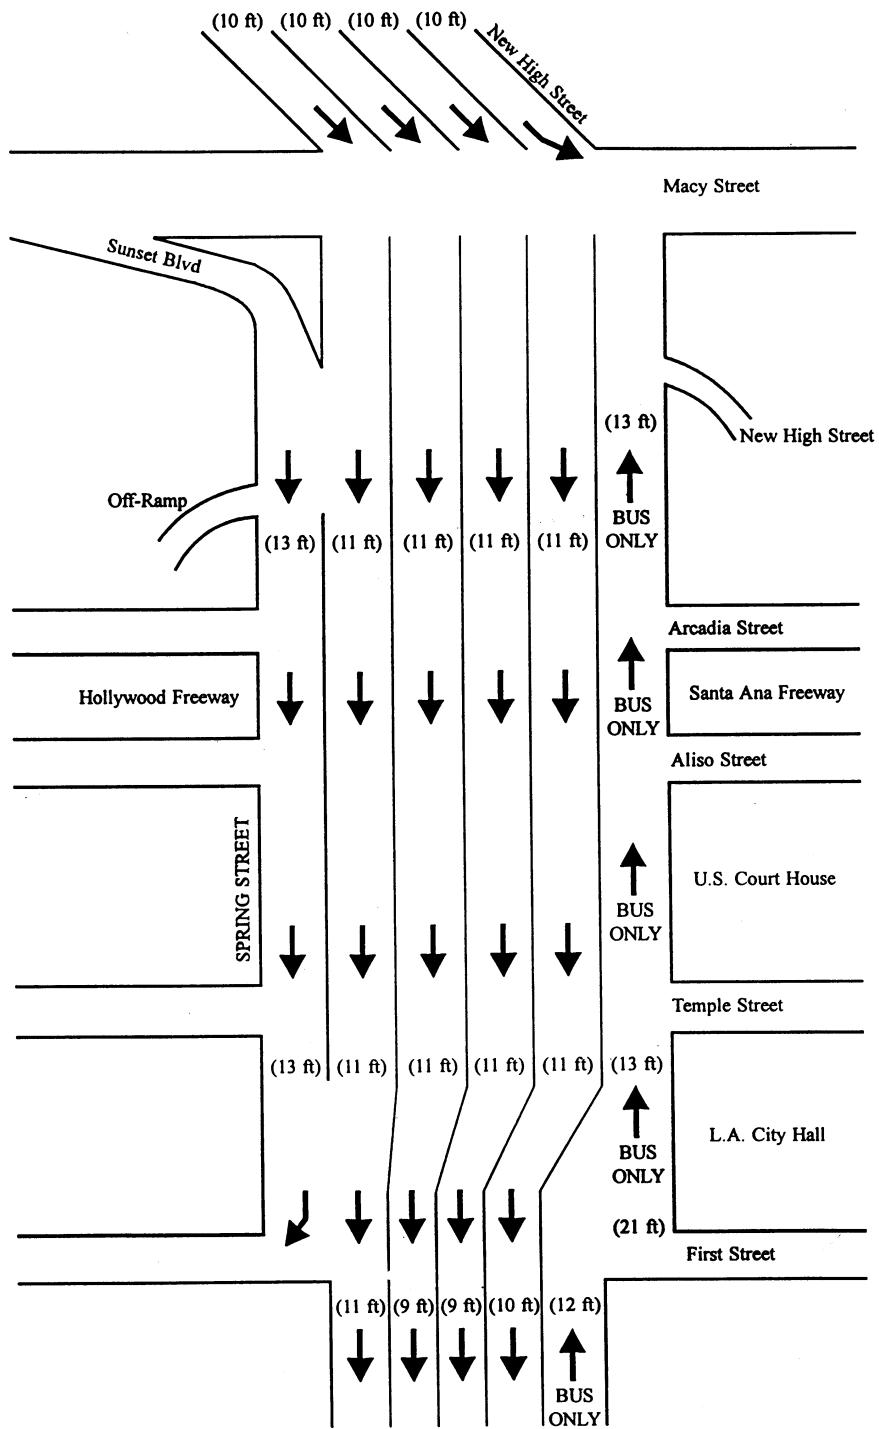 (10 ft) (10 ft) (10 ft) (10 ft)
New High Street
Macy Street
Sunset Blvd
(13 ft)
New High Street
Off-Ramp
BUS
ONLY
(13 ft) (11 ft) (11 ft) (11 ft) (11 ft)
Arcadia Street
Hollywood Freeway
Santa Ana Freeway
BUS
ONLY
Aliso Street
SPRING STREET
U.S. Court House
BUS
ONLY
Temple Street
(13 ft) (11 ft) (11 ft) (11 ft) (11 ft) (13 ft)
L.A. City Hall
BUS
ONLY
(21 ft)
First Street
(11 ft) (9 ft) (9 ft) (10 ft) (12 ft)
BUS
ONLY